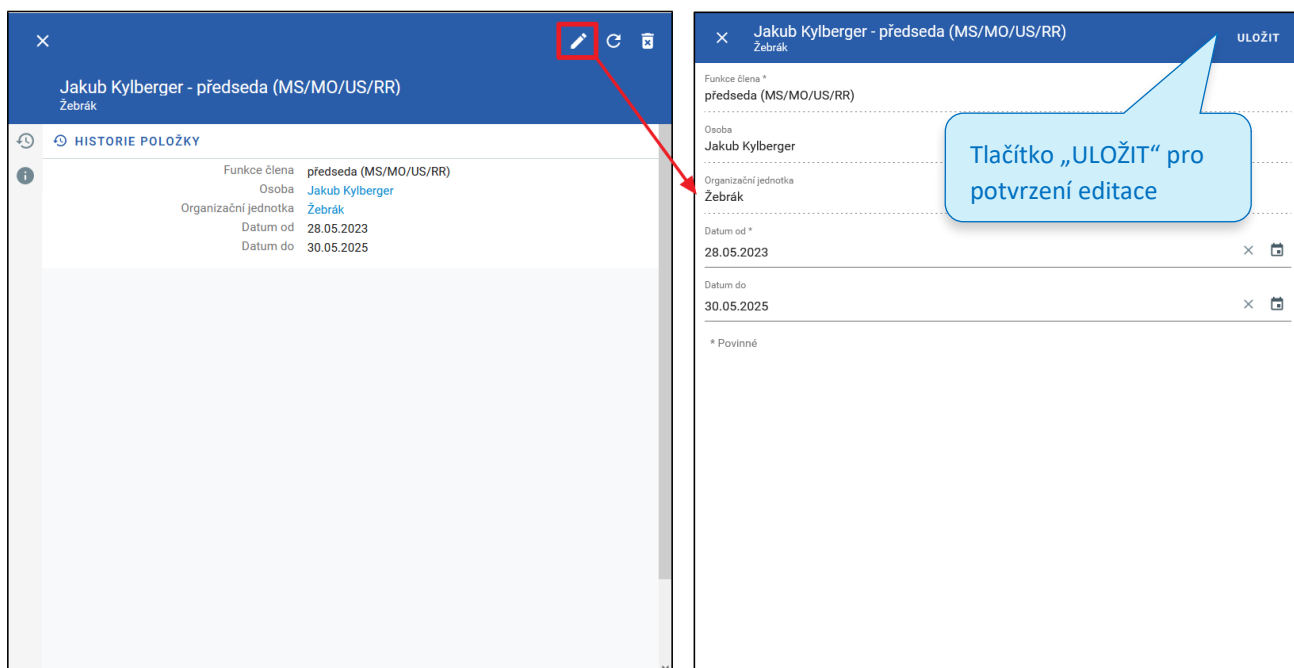 Jakub Kylberger - předseda (MS/MO/US/RR)
Žebrák
HISTORIE POLOŽKY
Funkce člena předseda (MS/MO/US/RR)
Osoba Jakub Kylberger
Organizační jednotka Žebrák
Datum od 28.05.2023
Datum do 30.05.2025
Jakub Kylberger - předseda (MS/MO/US/RR)
Žebrák
ULOŽIT
Funkce člena *
předseda (MS/MO/US/RR)
Osoba
Jakub Kylberger
Organizační jednotka
Žebrák
Datum od *
28.05.2023
Datum do
30.05.2025
* Povinné
Tlačítko „ULOŽIT“ pro
potvrzení editace